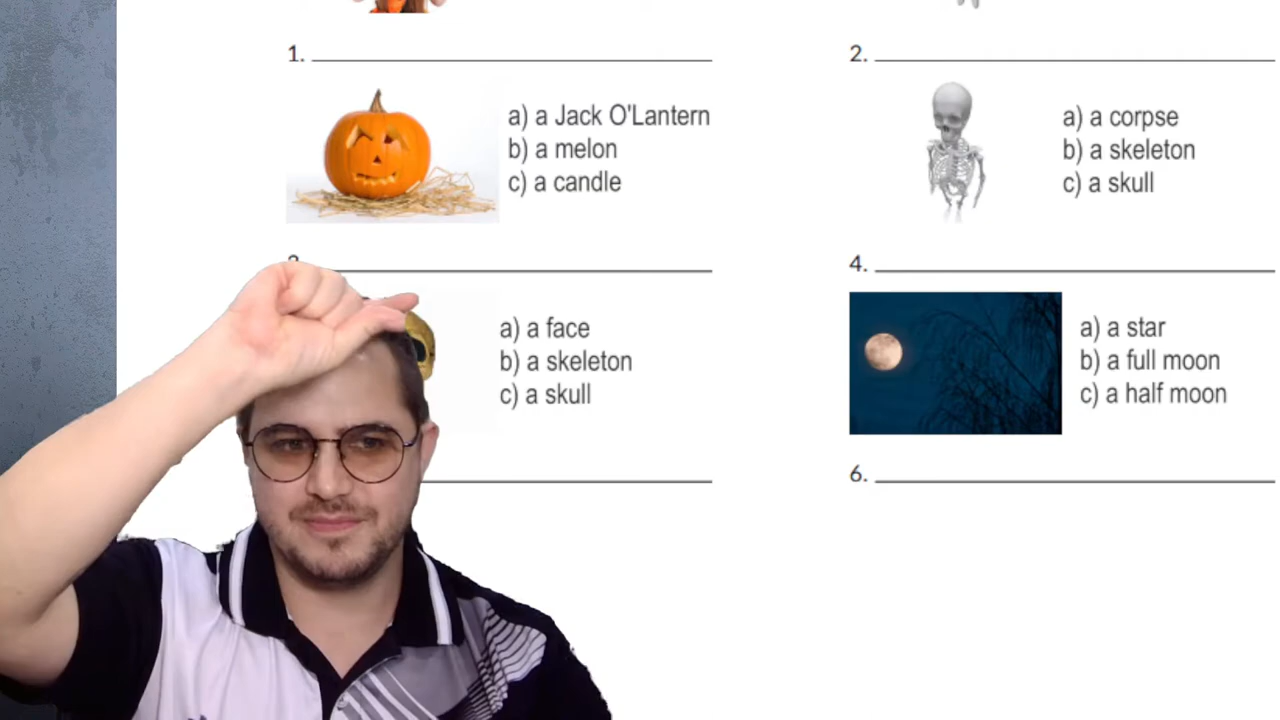 1.
2.
a) a Jack O'Lantern
b) a melon
c) a candle
a) a corpse
b) a skeleton
c) a skull
4.
a) a face
b) a skeleton
c) a skull
a) a star
b) a full moon
c) a half moon
6.